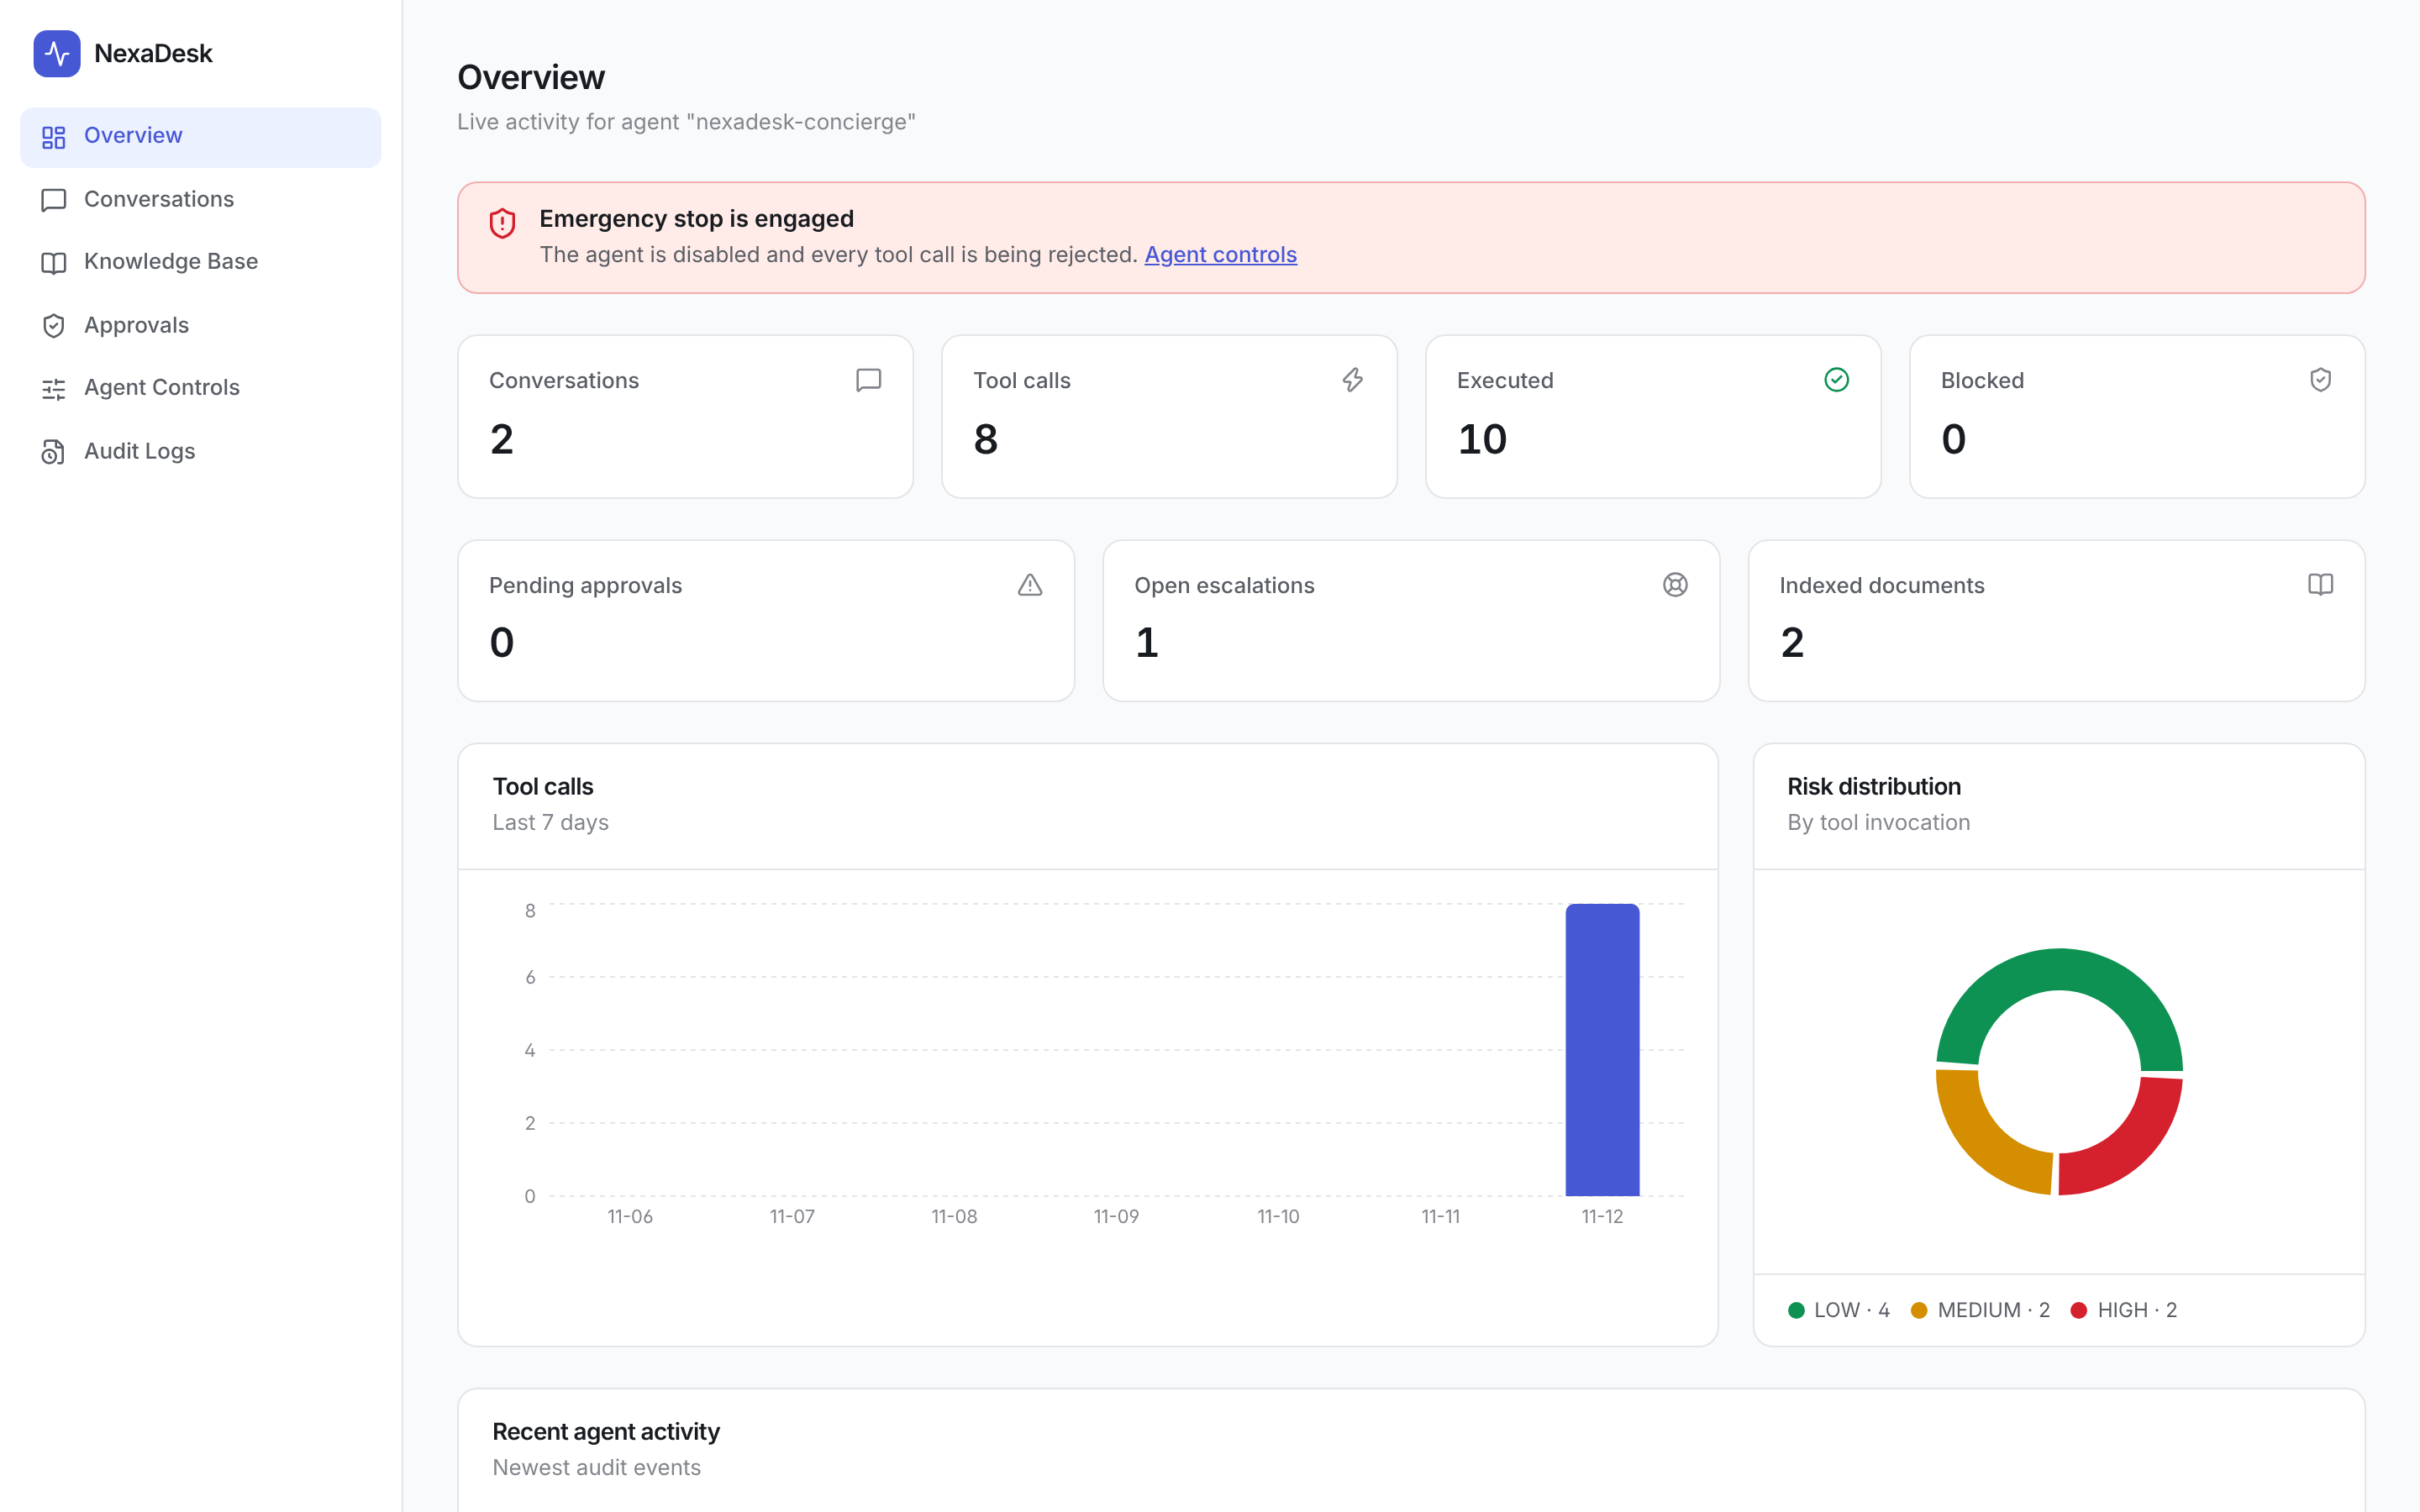 NexaDesk
Overview
Conversations
Knowledge Base
Approvals
Agent Controls
Audit Logs
Overview
Live activity for agent "nexadesk-concierge"
Emergency stop is engaged
The agent is disabled and every tool call is being rejected. Agent controls
Conversations
2
Tool calls
8
Executed
10
Blocked
0
Pending approvals
0
Open escalations
1
Indexed documents
2
Tool calls
Last 7 days
8
6
4
2
0
11-06 11-07 11-08 11-09 11-10 11-11 11-12
Risk distribution
By tool invocation
LOW · 4 MEDIUM · 2 HIGH · 2
Recent agent activity
Newest audit events